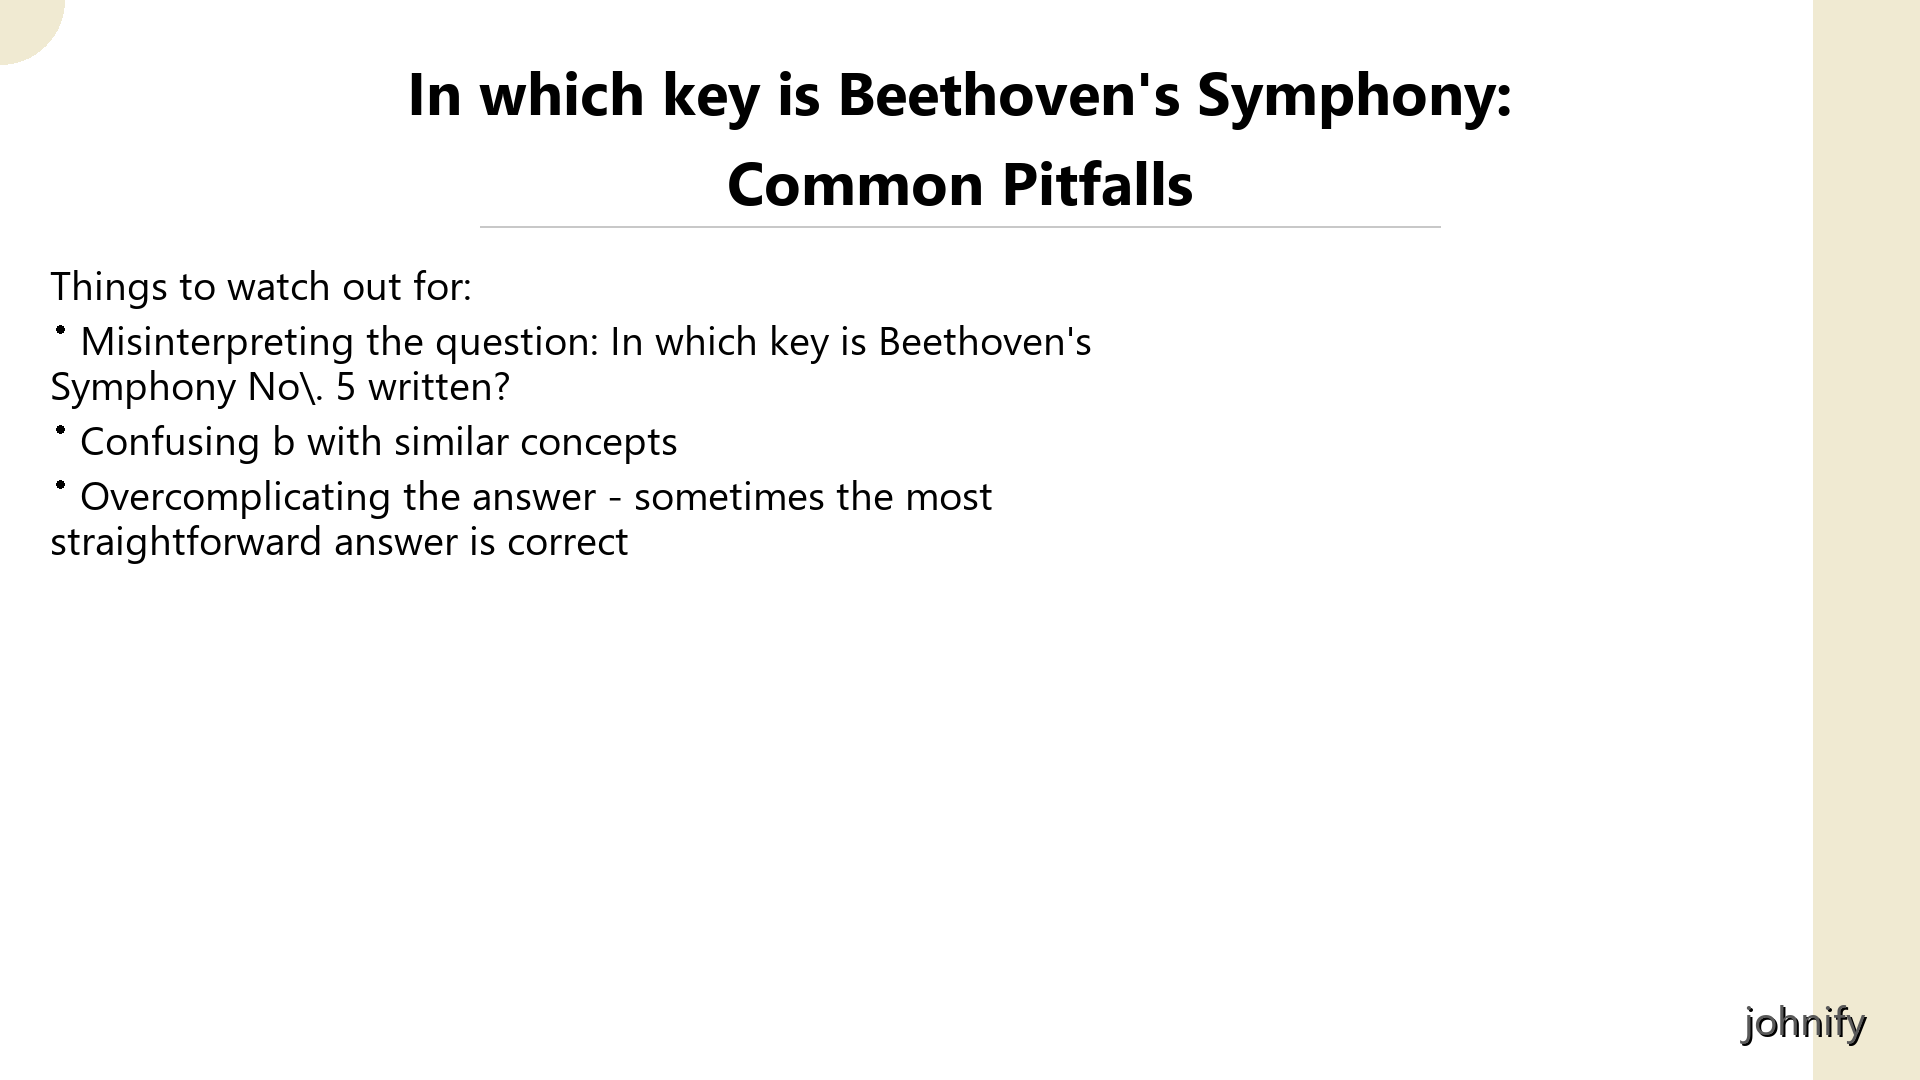 In which key is Beethoven's Symphony:
Common Pitfalls
Things to watch out for:
• Misinterpreting the question: In which key is Beethoven's
Symphony No\. 5 written?
• Confusing b with similar concepts
• Overcomplicating the answer - sometimes the most
straightforward answer is correct
johnify